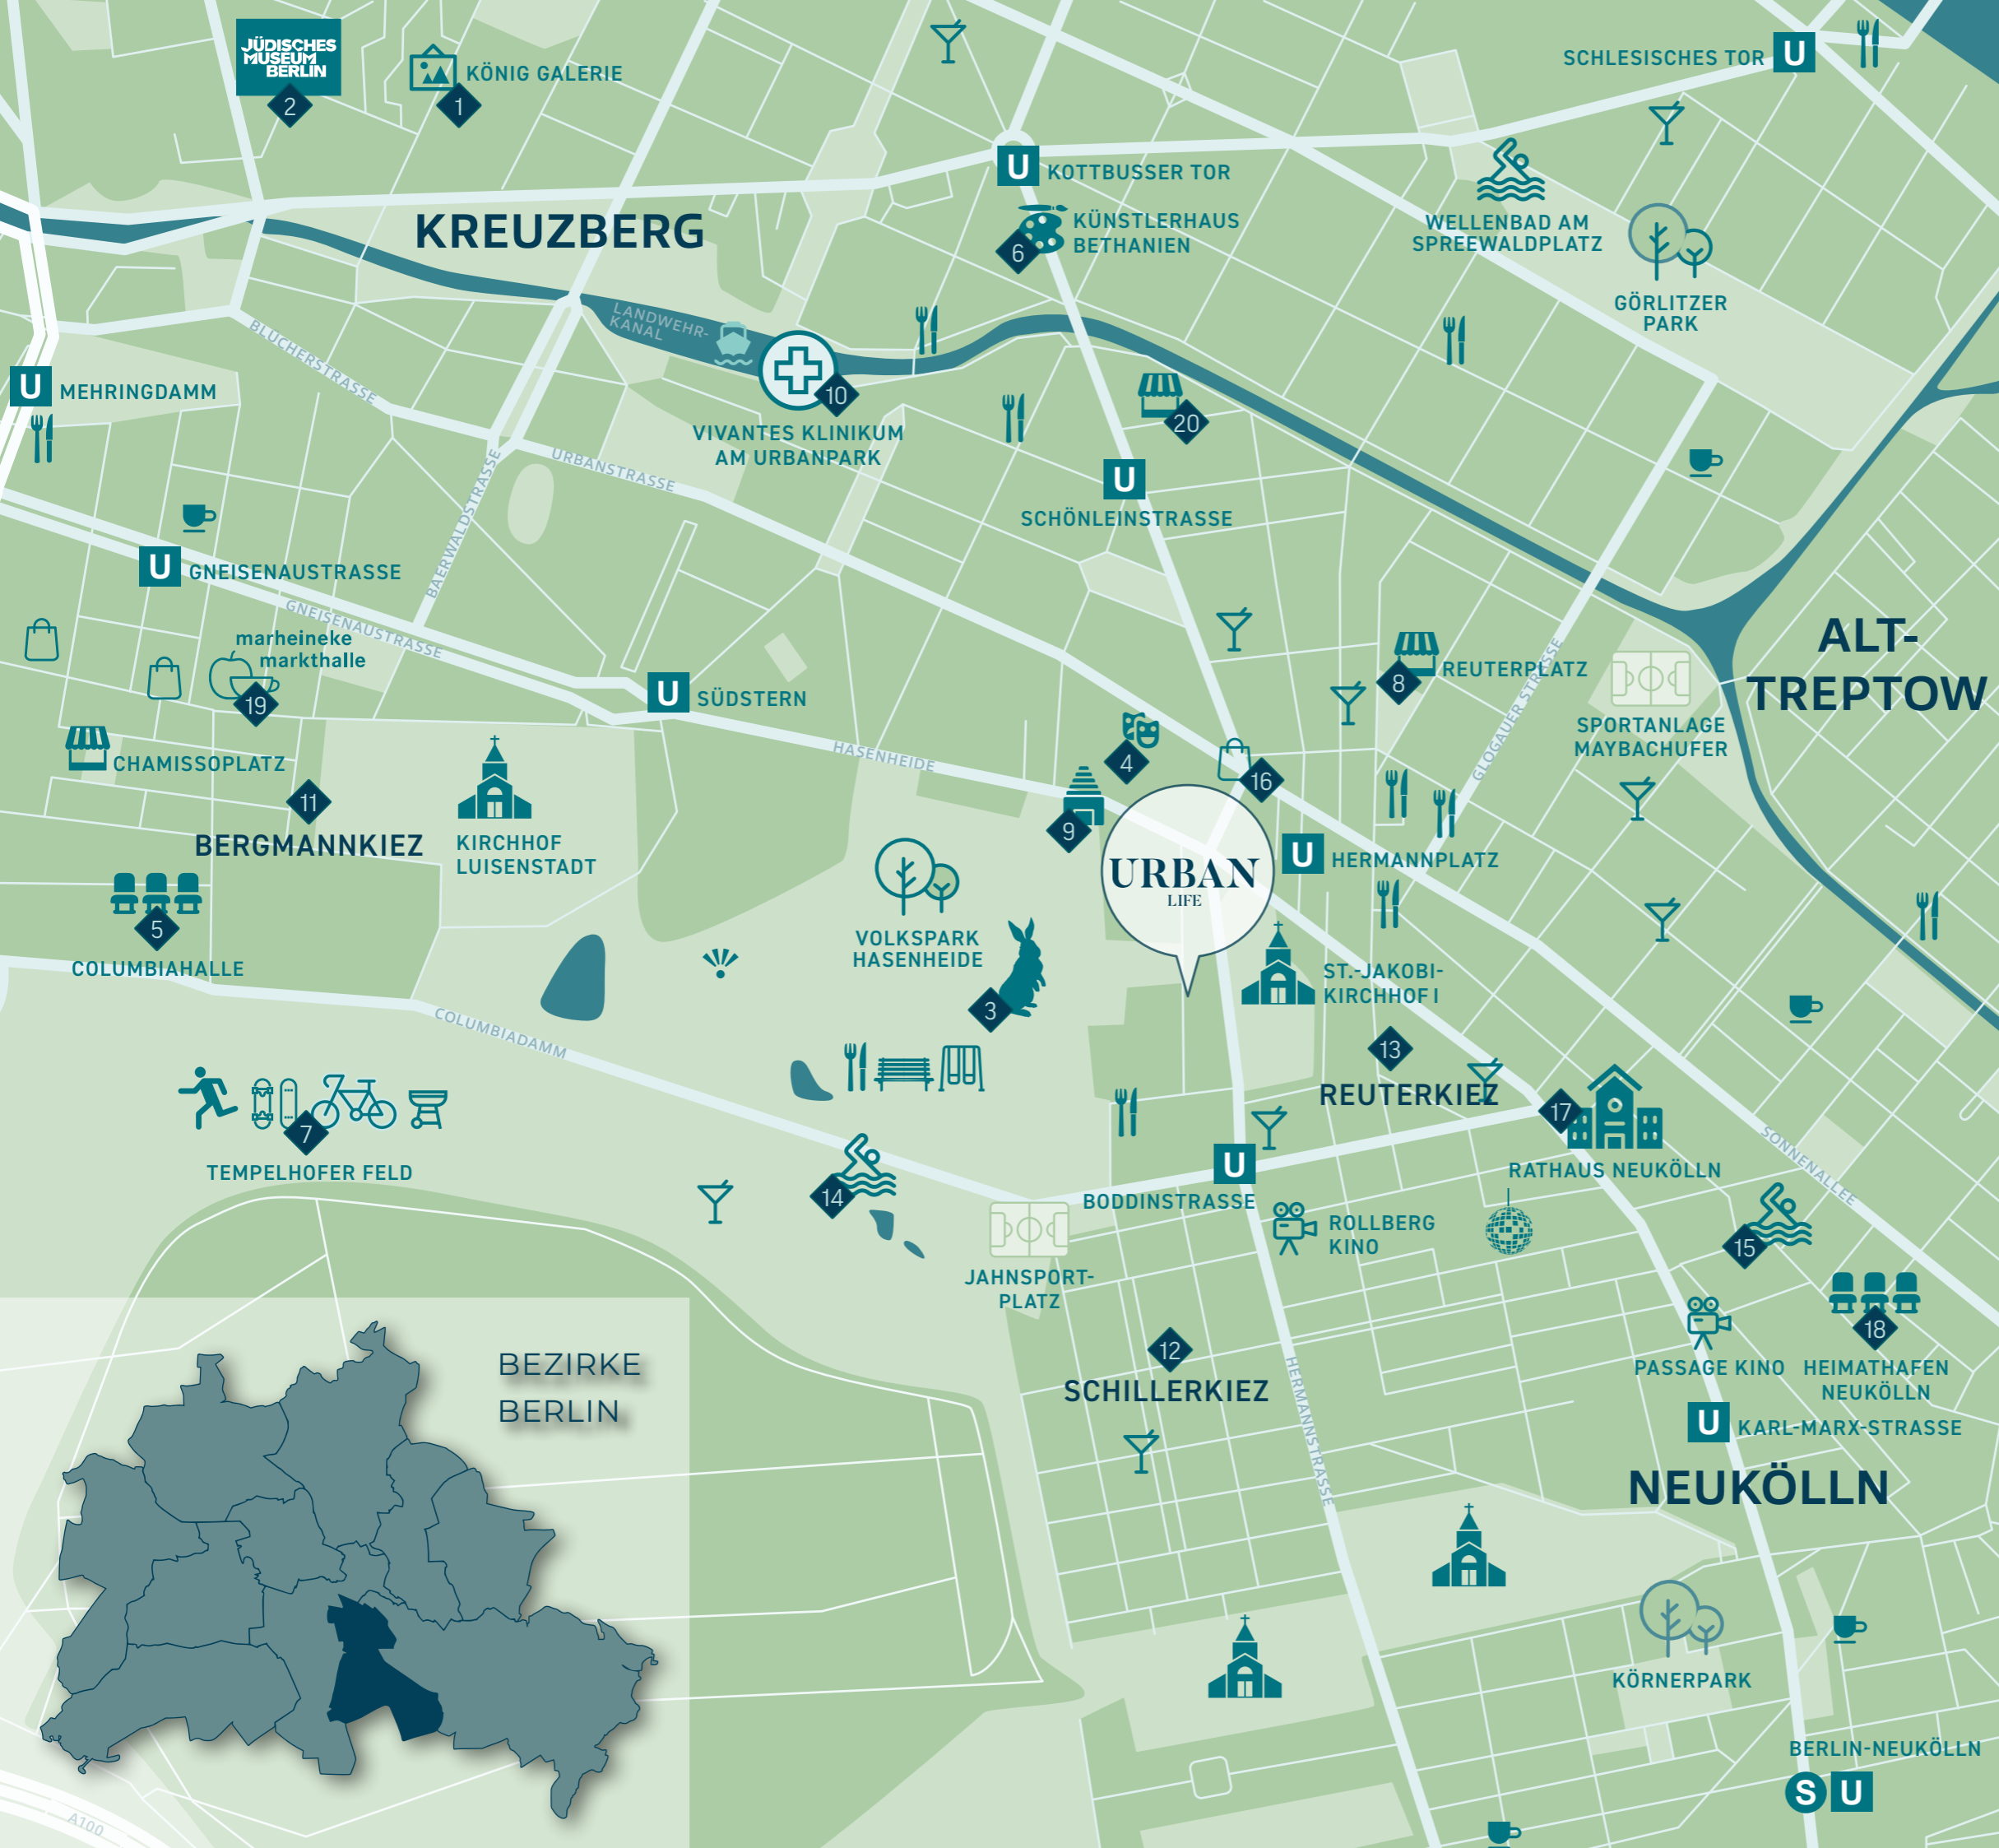 JÜDISCHES
MUSEUM
BERLIN
2
KÖNIG GALERIE
1
SCHLESISCHES TOR
U
U
KOTTBUSSER TOR
KREUZBERG
KÜNSTLERHAUS
BETHANIEN
6
WELLENBAD AM
SPREEWALDPLATZ
GÖRLITZER
PARK
LANDWEHR-
KANAL
BLÜCHERSTRASSE
U
MEHRINGDAMM
10
VIVANTES KLINIKUM
AM URBANPARK
20
URBANSTRASSE
BAERWALDSTRASSE
U
SCHÖNLEINSTRASSE
U
GNEISENAUSTRASSE
GNEISENAUSTRASSE
marheineke
markthalle
19
U
SÜDSTERN
8
REUTERPLATZ
GLOGAUER STRASSE
SPORTANLAGE
MAYBACHUFER
ALT-
TREPTOW
CHAMISSOPLATZ
HASENHEIDE
4
16
11
BERGMANNKIEZ
KIRCHHOF
LUISENSTADT
9
URBAN
LIFE
U
HERMANNPLATZ
5
COLUMBIAHALLE
VOLKSPARK
HASENHEIDE
3
ST.-JAKOBI-
KIRCHHOF I
COLUMBIADAMM
13
REUTERKIEZ
7
TEMPELHOFER FELD
17
RATHAUS NEUKÖLLN
SONNENALLEE
14
U
BODDINSTRASSE
ROLLBERG
KINO
15
JAHNSPORT-
PLATZ
18
PASSAGE KINO
HEIMATHAFEN
NEUKÖLLN
12
SCHILLERKIEZ
HERMANNSTRASSE
U
KARL-MARX-STRASSE
NEUKÖLLN
BEZIRKE
BERLIN
KÖRNERPARK
BERLIN-NEUKÖLLN
S U
A100